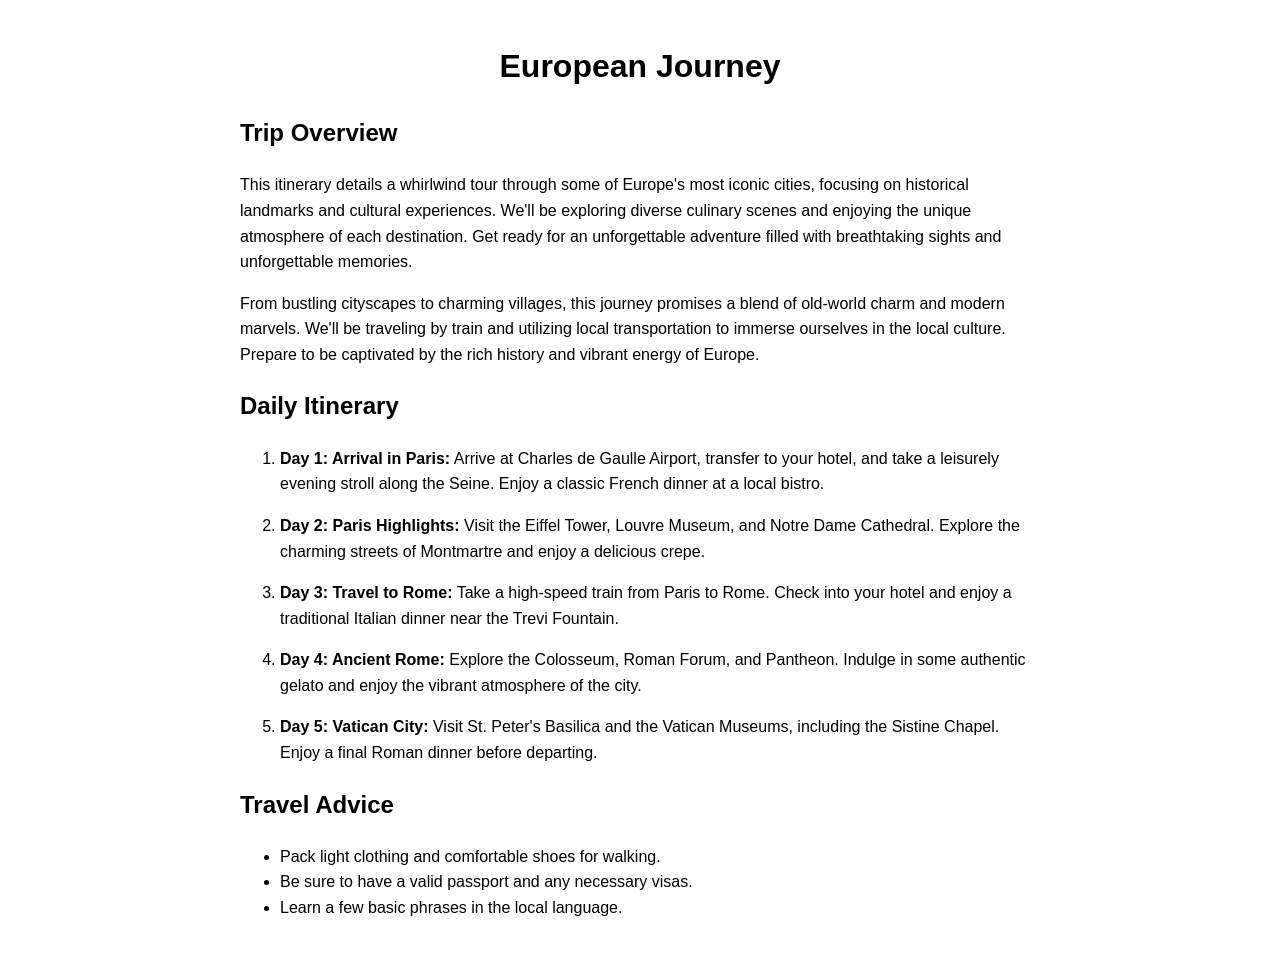 European Journey
Trip Overview
This itinerary details a whirlwind tour through some of Europe's most iconic cities, focusing on historical
landmarks and cultural experiences. We'll be exploring diverse culinary scenes and enjoying the unique
atmosphere of each destination. Get ready for an unforgettable adventure filled with breathtaking sights and
unforgettable memories.
From bustling cityscapes to charming villages, this journey promises a blend of old-world charm and modern
marvels. We'll be traveling by train and utilizing local transportation to immerse ourselves in the local culture.
Prepare to be captivated by the rich history and vibrant energy of Europe.
Daily Itinerary
1. Day 1: Arrival in Paris: Arrive at Charles de Gaulle Airport, transfer to your hotel, and take a leisurely
evening stroll along the Seine. Enjoy a classic French dinner at a local bistro.
2. Day 2: Paris Highlights: Visit the Eiffel Tower, Louvre Museum, and Notre Dame Cathedral. Explore the
charming streets of Montmartre and enjoy a delicious crepe.
3. Day 3: Travel to Rome: Take a high-speed train from Paris to Rome. Check into your hotel and enjoy a
traditional Italian dinner near the Trevi Fountain.
4. Day 4: Ancient Rome: Explore the Colosseum, Roman Forum, and Pantheon. Indulge in some authentic
gelato and enjoy the vibrant atmosphere of the city.
5. Day 5: Vatican City: Visit St. Peter's Basilica and the Vatican Museums, including the Sistine Chapel.
Enjoy a final Roman dinner before departing.
Travel Advice
• Pack light clothing and comfortable shoes for walking.
• Be sure to have a valid passport and any necessary visas.
• Learn a few basic phrases in the local language.